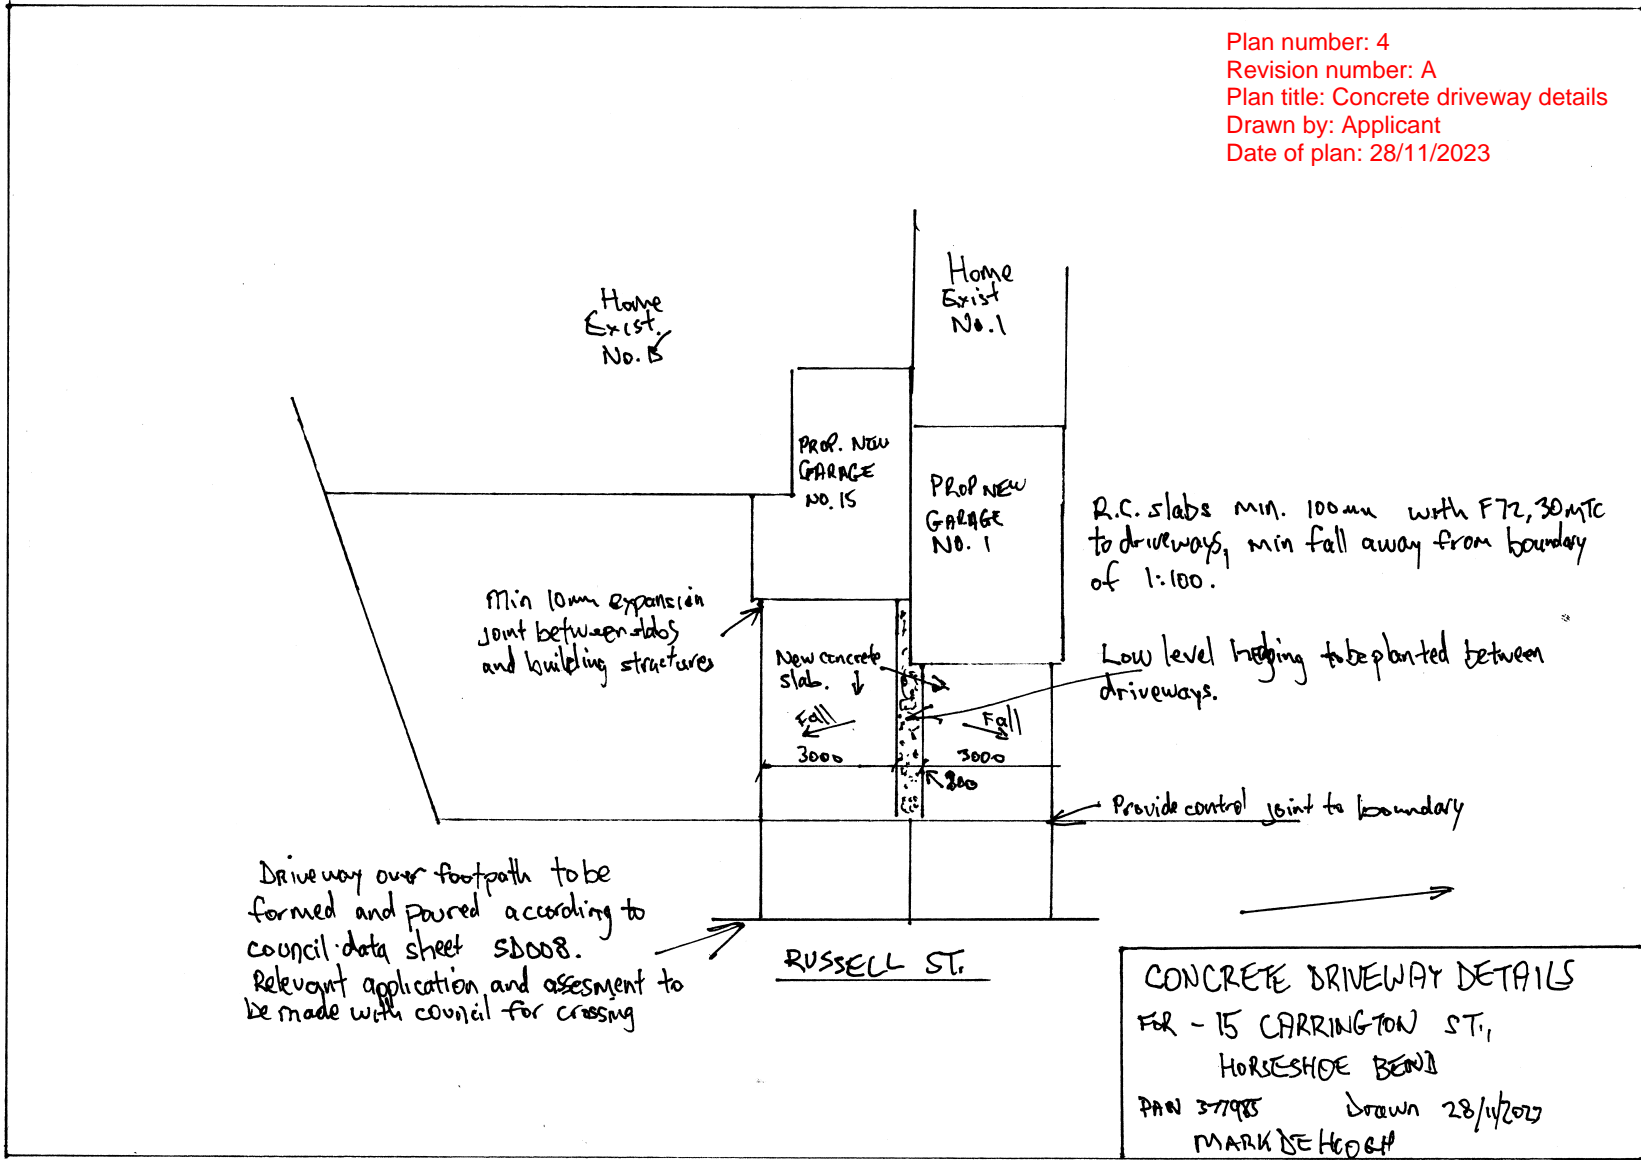 Plan number: 4
Revision number: A
Plan title: Concrete driveway details
Drawn by: Applicant
Date of plan: 28/11/2023
Home
Exist.
No. 15
Home
Exist
No. 1
PROP. NEW
GARAGE
NO. 15
PROP NEW
GARAGE
NO. 1
R.C. slabs min. 100mm with F72, 30MTC
to driveways, min fall away from boundary
of 1:100.
Min 10mm expansion
joint between slabs
and building structures
New concrete
slab.
Low level hedging to be planted between
driveways.
Fall
Fall
3000
3000
300
Provide control joint to boundary
Driveway over footpath to be
formed and poured according to
council data sheet SD008.
Relevant application and assesment to
be made with council for crossing
RUSSELL ST.
CONCRETE DRIVEWAY DETAILS
FOR - 15 CARRINGTON ST.,
HORSESHOE BEND
PAN 377985 Drawn 28/11/2023
MARK DE HOOGH